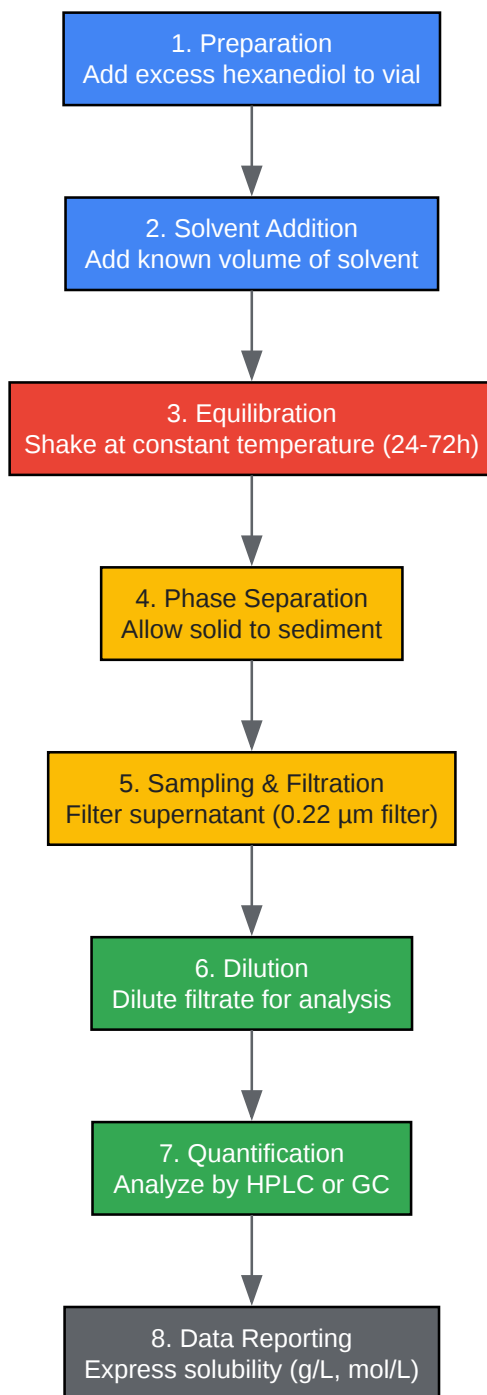 1. Preparation
Add excess hexanediol to vial
2. Solvent Addition
Add known volume of solvent
3. Equilibration
Shake at constant temperature (24-72h)
4. Phase Separation
Allow solid to sediment
5. Sampling & Filtration
Filter supernatant (0.22 µm filter)
6. Dilution
Dilute filtrate for analysis
7. Quantification
Analyze by HPLC or GC
8. Data Reporting
Express solubility (g/L, mol/L)